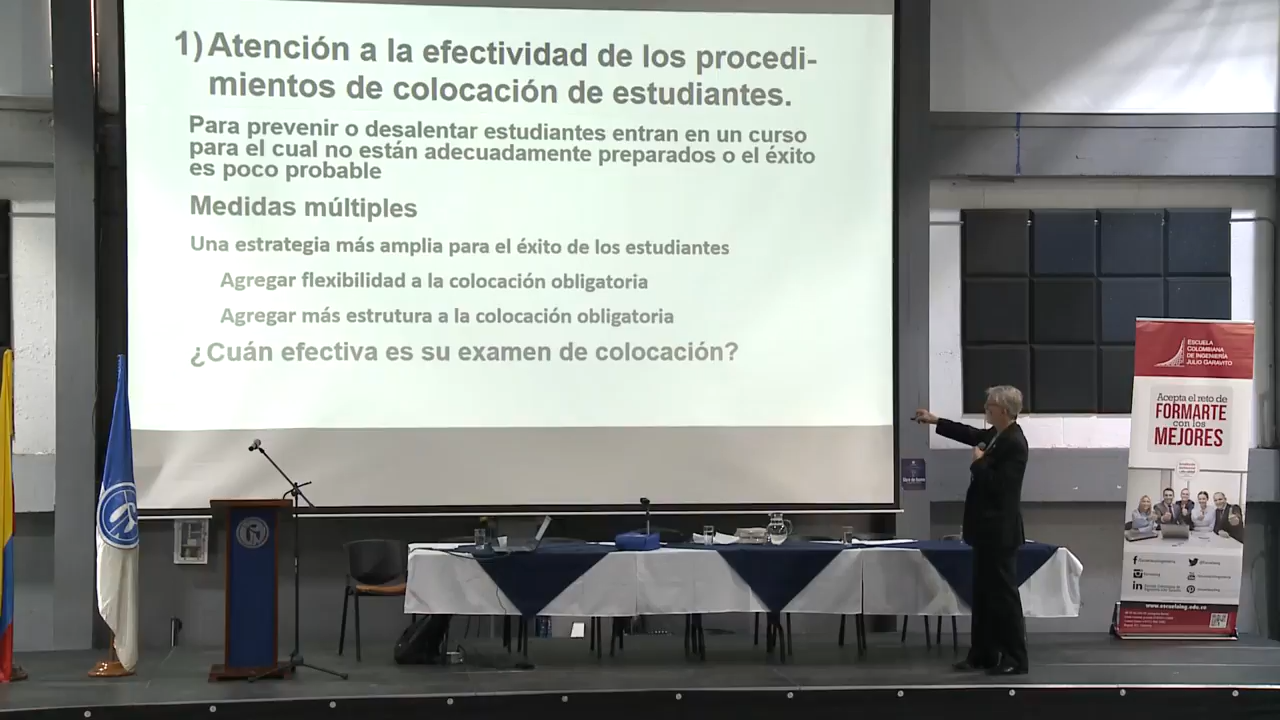 1) Atención a la efectividad de los procedi-
mientos de colocación de estudiantes.
Para prevenir o desalentar estudiantes entran en un curso
para el cual no están adecuadamente preparados o el éxito
es poco probable
Medidas múltiples
Una estrategia más amplia para el éxito de los estudiantes
Agregar flexibilidad a la colocación obligatoria
Agregar más estrutura a la colocación obligatoria
¿Cuán efectiva es su examen de colocación?
ESCUELA
COLOMBIANA
DE INGENIERÍA
JULIO GARAVITO
Acepta el reto de
FORMARTE
con los
MEJORES
www.escuelaing.edu.co